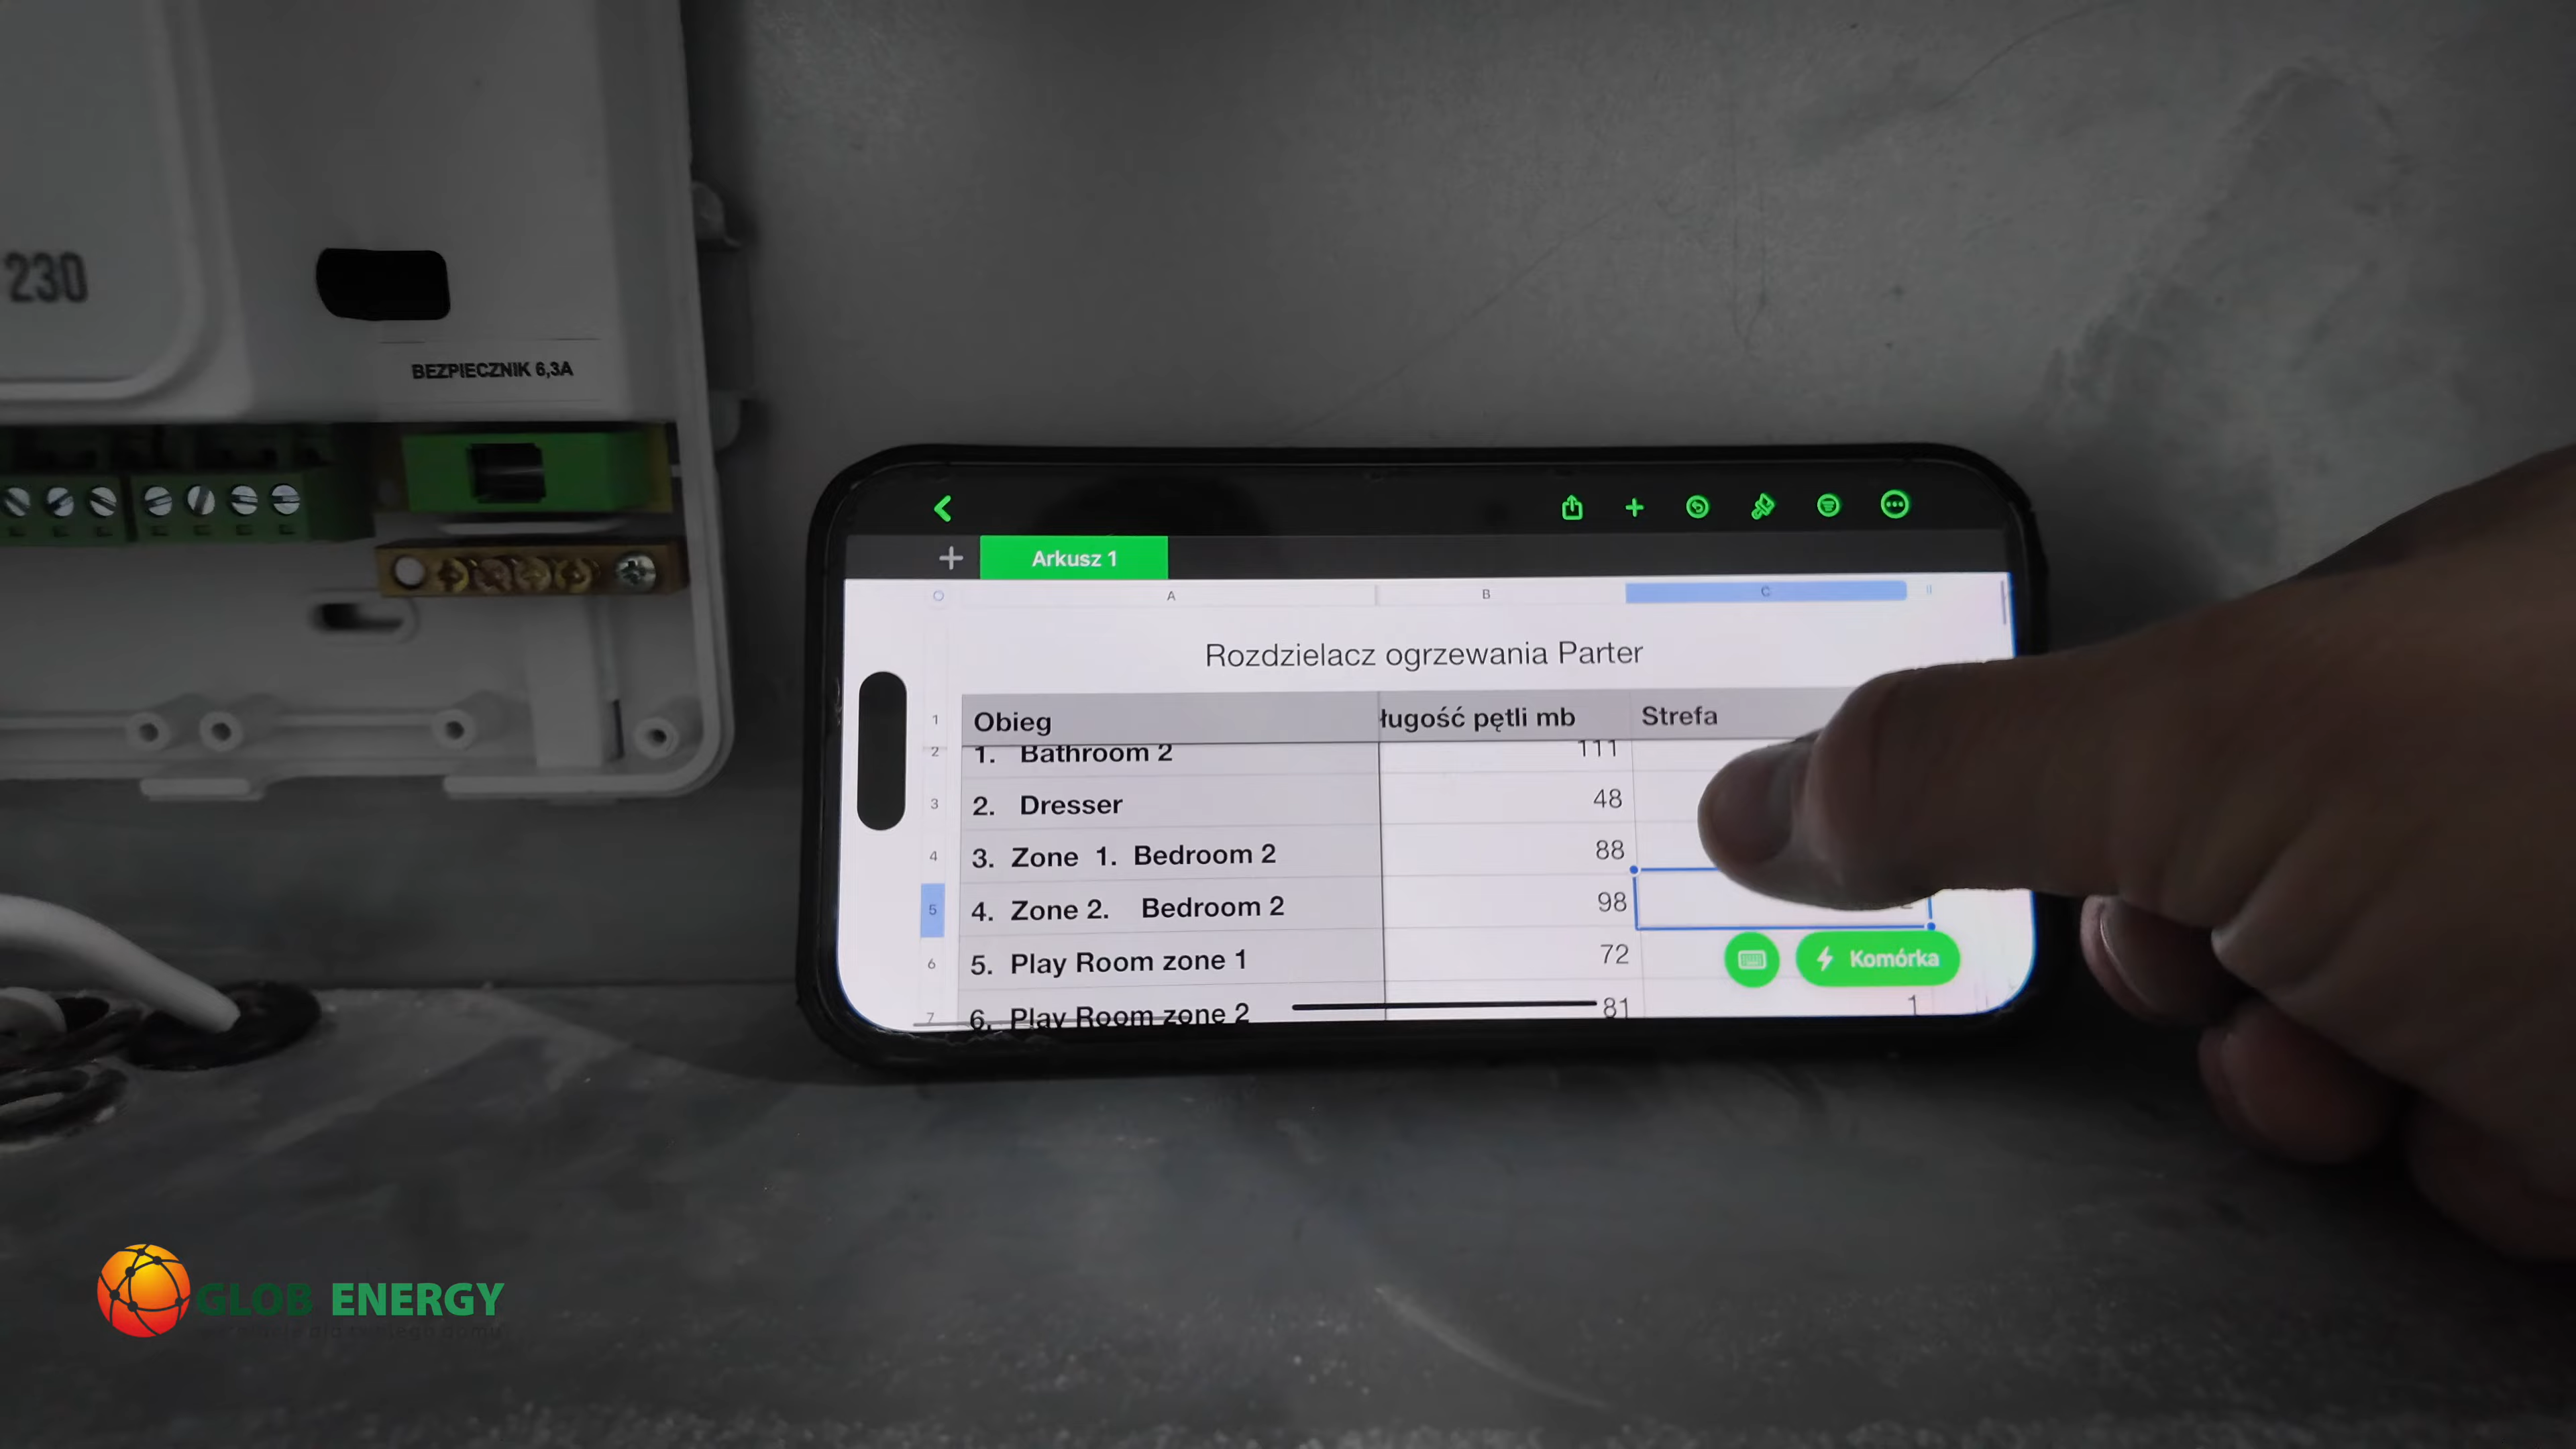 230
BEZPIECZNIK 6,3A
Arkusz 1
A B C
Rozdzielacz ogrzewania Parter
1 Obieg ługość pętli mb Strefa
2 1. Bathroom 2 111
3 2. Dresser 48
4 3. Zone 1. Bedroom 2 88
5 4. Zone 2. Bedroom 2 98
6 5. Play Room zone 1 72
Komórka
7 6. Play Room zone 2 81 1
GLOB ENERGY